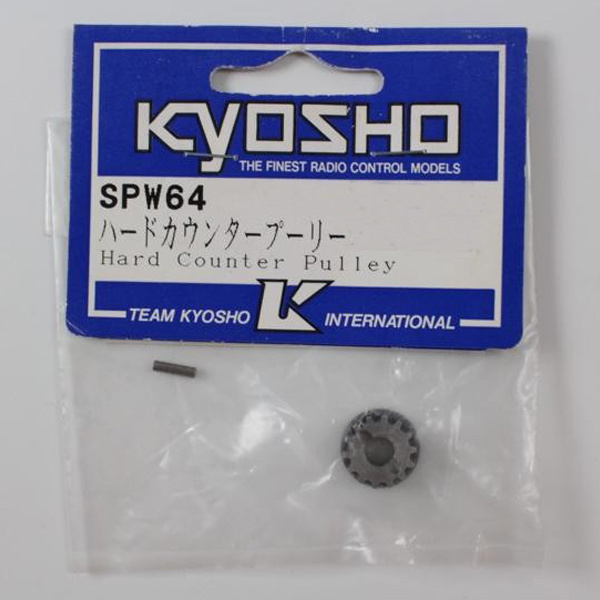 KYOSHO
THE FINEST RADIO CONTROL MODELS
SPW64
ハードカウンタープーリー
Hard Counter Pulley
TEAM KYOSHO K INTERNATIONAL